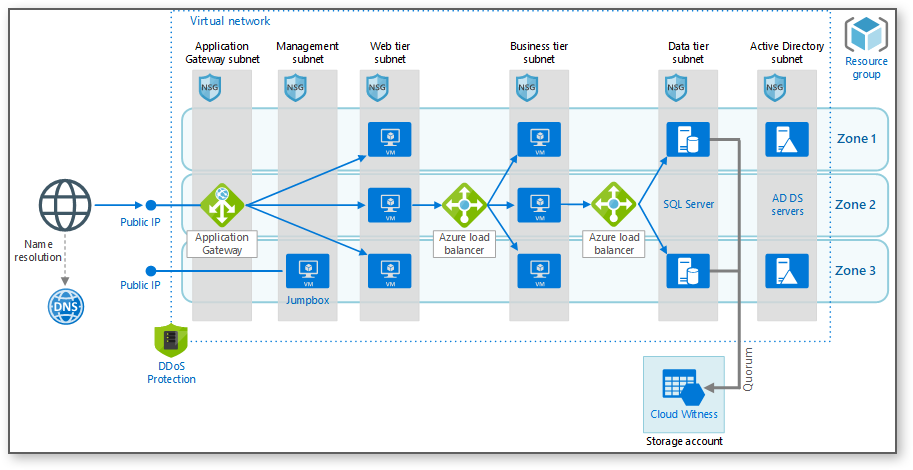 Virtual network
Application
Gateway subnet
Management
subnet
Web tier
subnet
Business tier
subnet
Data tier
subnet
Active Directory
subnet
Resource
group
NSG
NSG
NSG
NSG
NSG
NSG
VM
VM
Zone 1
Public IP
VM
VM
SQL Server
AD DS
servers
Zone 2
Application
Gateway
Azure load
balancer
Azure load
balancer
Name
resolution
Public IP
VM
VM
VM
Zone 3
Jumpbox
DNS
DDoS
Protection
Quorum
Cloud Witness
Storage account